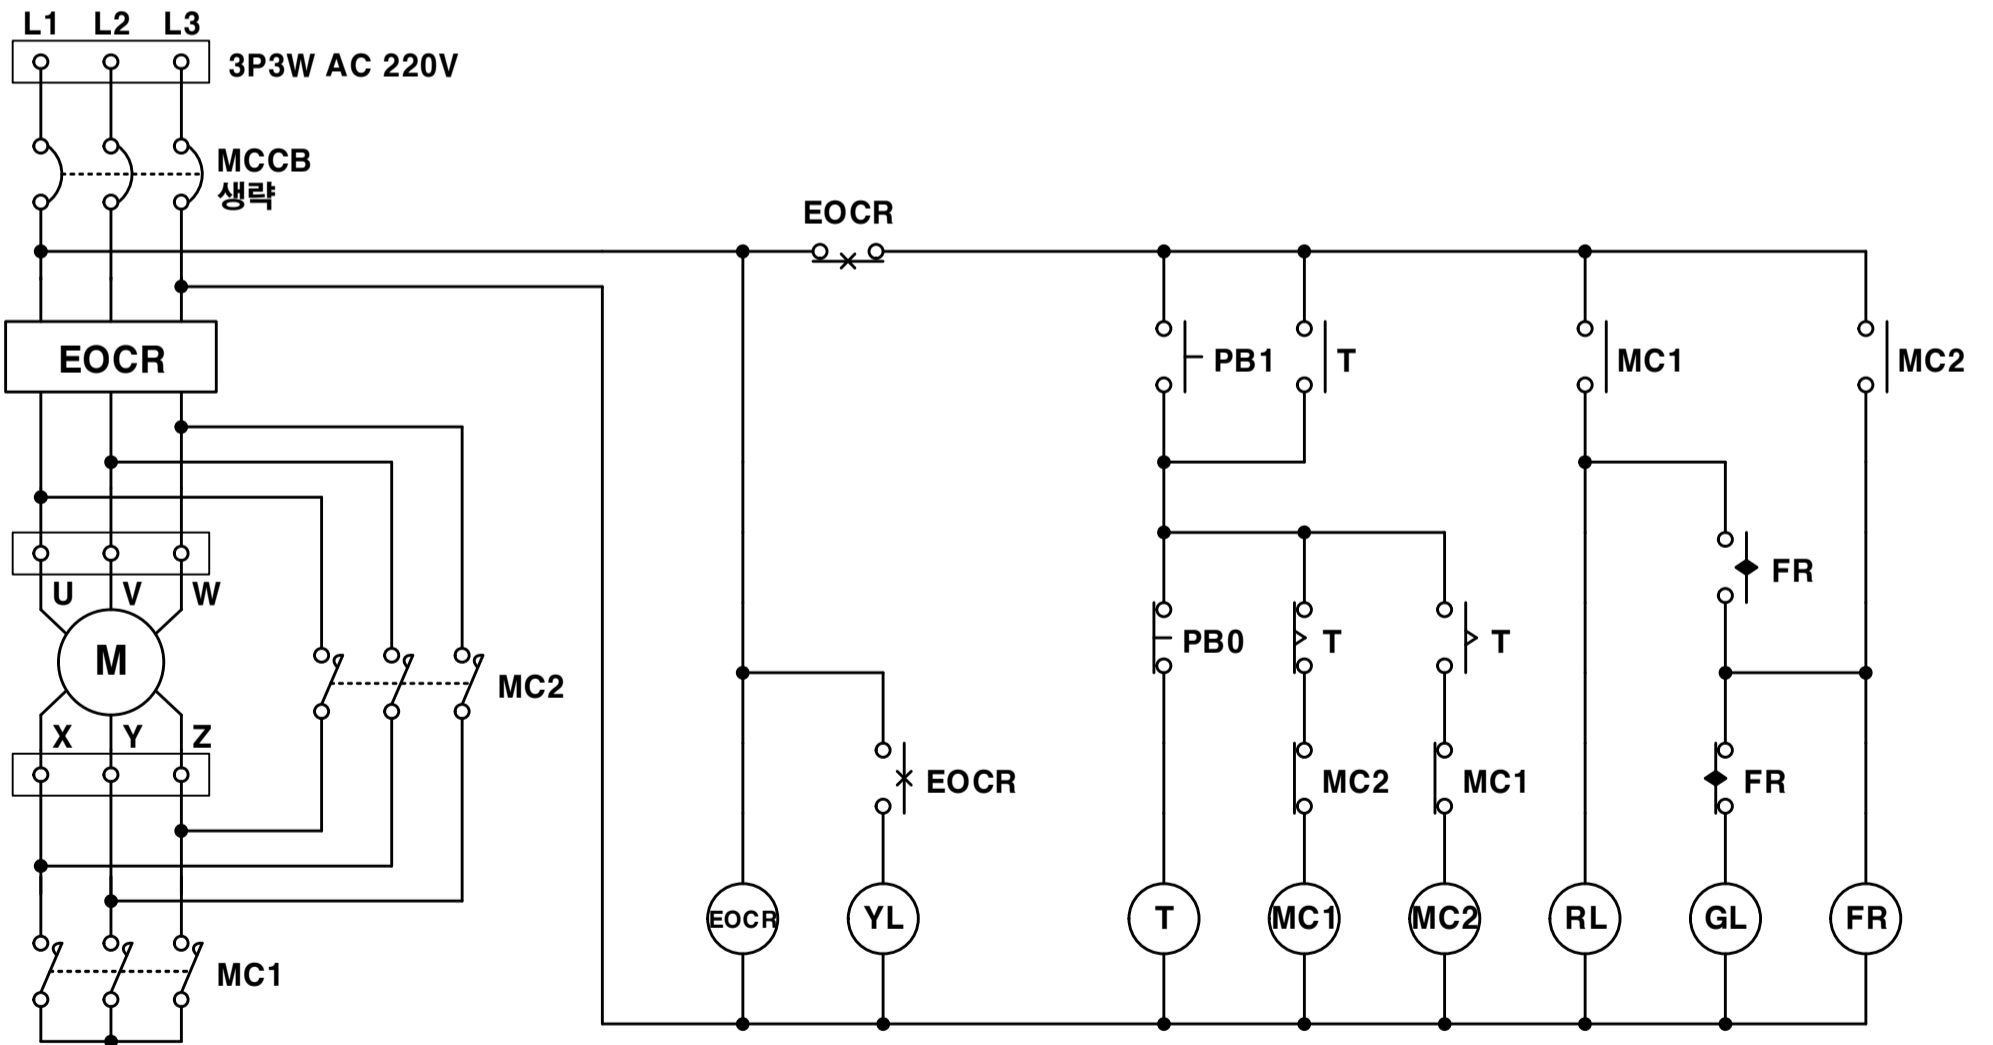 L1 L2 L3
3P3W AC 220V
MCCB
생략
EOCR
EOCR
PB1 T MC1 MC2
U V W
FR
M
PB0 T T
MC2
X Y Z
EOCR MC2 MC1 FR
EOCR YL T MC1 MC2 RL GL FR
MC1